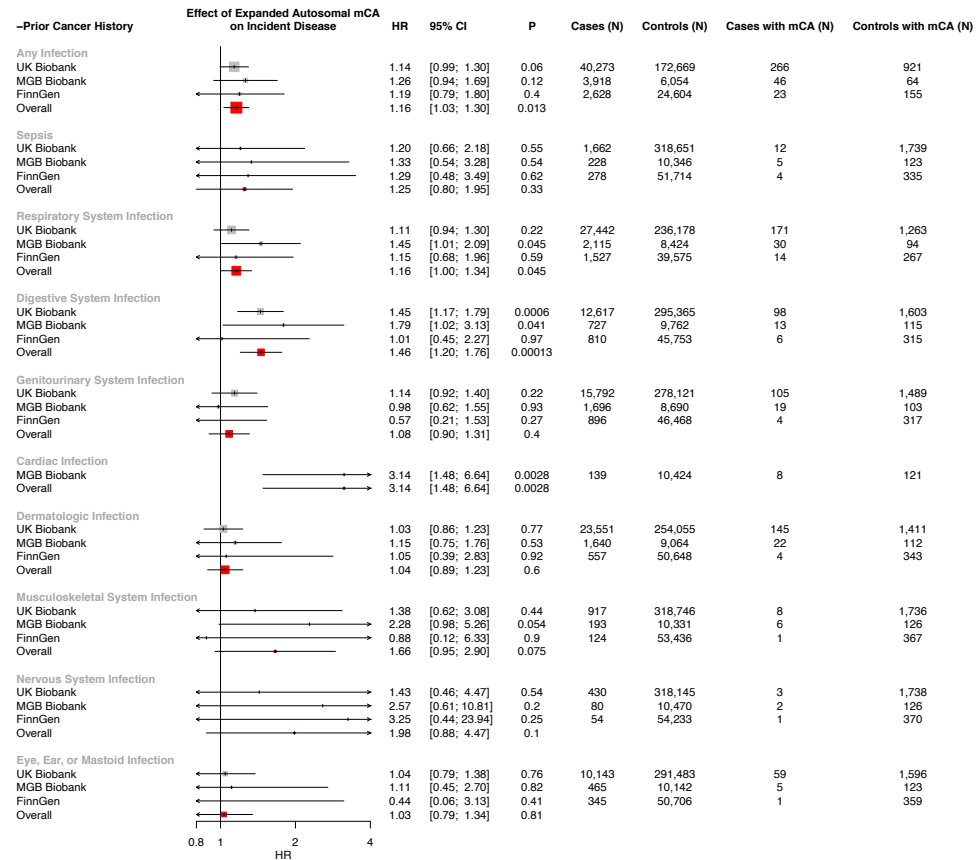 Effect of Expanded Autosomal mCA
−Prior Cancer History on Incident Disease HR 95% CI P Cases (N) Controls (N) Cases with mCA (N) Controls with mCA (N)
Any Infection
UK Biobank 1.14 [0.99; 1.30] 0.06 40,273 172,669 266 921
MGB Biobank 1.26 [0.94; 1.69] 0.12 3,918 6,054 46 64
FinnGen 1.19 [0.79; 1.80] 0.4 2,628 24,604 23 155
Overall 1.16 [1.03; 1.30] 0.013
Sepsis
UK Biobank 1.20 [0.66; 2.18] 0.55 1,662 318,651 12 1,739
MGB Biobank 1.33 [0.54; 3.28] 0.54 228 10,346 5 123
FinnGen 1.29 [0.48; 3.49] 0.62 278 51,714 4 335
Overall 1.25 [0.80; 1.95] 0.33
Respiratory System Infection
UK Biobank 1.11 [0.94; 1.30] 0.22 27,442 236,178 171 1,263
MGB Biobank 1.45 [1.01; 2.09] 0.045 2,115 8,424 30 94
FinnGen 1.15 [0.68; 1.96] 0.59 1,527 39,575 14 267
Overall 1.16 [1.00; 1.34] 0.045
Digestive System Infection
UK Biobank 1.45 [1.17; 1.79] 0.0006 12,617 295,365 98 1,603
MGB Biobank 1.79 [1.02; 3.13] 0.041 727 9,762 13 115
FinnGen 1.01 [0.45; 2.27] 0.97 810 45,753 6 315
Overall 1.46 [1.20; 1.76] 0.00013
Genitourinary System Infection
UK Biobank 1.14 [0.92; 1.40] 0.22 15,792 278,121 105 1,489
MGB Biobank 0.98 [0.62; 1.55] 0.93 1,696 8,690 19 103
FinnGen 0.57 [0.21; 1.53] 0.27 896 46,468 4 317
Overall 1.08 [0.90; 1.31] 0.4
Cardiac Infection
MGB Biobank 3.14 [1.48; 6.64] 0.0028 139 10,424 8 121
Overall 3.14 [1.48; 6.64] 0.0028
Dermatologic Infection
UK Biobank 1.03 [0.86; 1.23] 0.77 23,551 254,055 145 1,411
MGB Biobank 1.15 [0.75; 1.76] 0.53 1,640 9,064 22 112
FinnGen 1.05 [0.39; 2.83] 0.92 557 50,648 4 343
Overall 1.04 [0.89; 1.23] 0.6
Musculoskeletal System Infection
UK Biobank 1.38 [0.62; 3.08] 0.44 917 318,746 8 1,736
MGB Biobank 2.28 [0.98; 5.26] 0.054 193 10,331 6 126
FinnGen 0.88 [0.12; 6.33] 0.9 124 53,436 1 367
Overall 1.66 [0.95; 2.90] 0.075
Nervous System Infection
UK Biobank 1.43 [0.46; 4.47] 0.54 430 318,145 3 1,738
MGB Biobank 2.57 [0.61; 10.81] 0.2 80 10,470 2 126
FinnGen 3.25 [0.44; 23.94] 0.25 54 54,233 1 370
Overall 1.98 [0.88; 4.47] 0.1
Eye, Ear, or Mastoid Infection
UK Biobank 1.04 [0.79; 1.38] 0.76 10,143 291,483 59 1,596
MGB Biobank 1.11 [0.45; 2.70] 0.82 465 10,142 5 123
FinnGen 0.44 [0.06; 3.13] 0.41 345 50,706 1 359
Overall 1.03 [0.79; 1.34] 0.81
0.8 1 2 4
HR